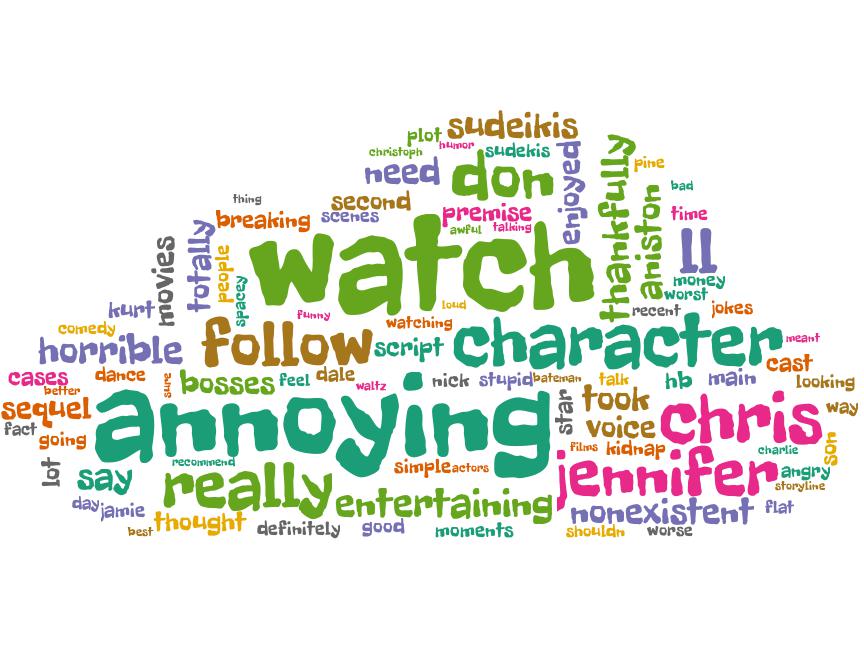 sudeikis
plot
humor
christoph
sudekis
need
don
enjoyed
thankfully
pine
bad
aniston
thing
second
breaking
scenes
premise
awful
talking
time
ll
movies
totally
people
spacey
watch
money
worst
kurt
funny
loud
watching
recent
jokes
comedy
horrible
follow
script
character
meant
cast
cases
better
dance
sure
bosses
feel
dale
waltz
nick
stupid
bateman
talk
hb
main
looking
sequel
fact
going
annoying
star
took
voice
chris
way
films
kidnap
charlie
son
lot
say
recommend
really
simple
actors
entertaining
jennifer
angry
storyline
day
jamie
best
thought
definitely
good
moments
nonexistent
flat
shouldn
worse